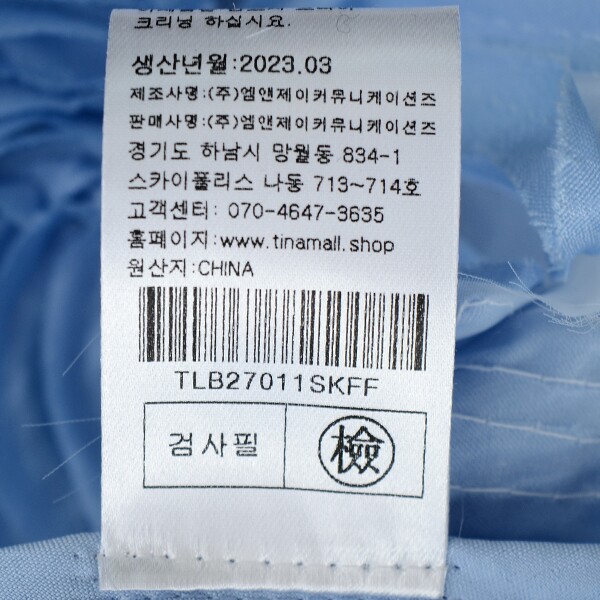 크리닝 하십시요.
생산년월:2023.03
제조사명:(주)엠앤제이커뮤니케이션즈
판매사명:(주)엠앤제이커뮤니케이션즈
경기도 하남시 망월동 834-1
스카이폴리스 나동 713~714호
고객센터: 070-4647-3635
홈페이지:www.tinamall.shop
원산지:CHINA
TLB27011SKFF
검사필 檢